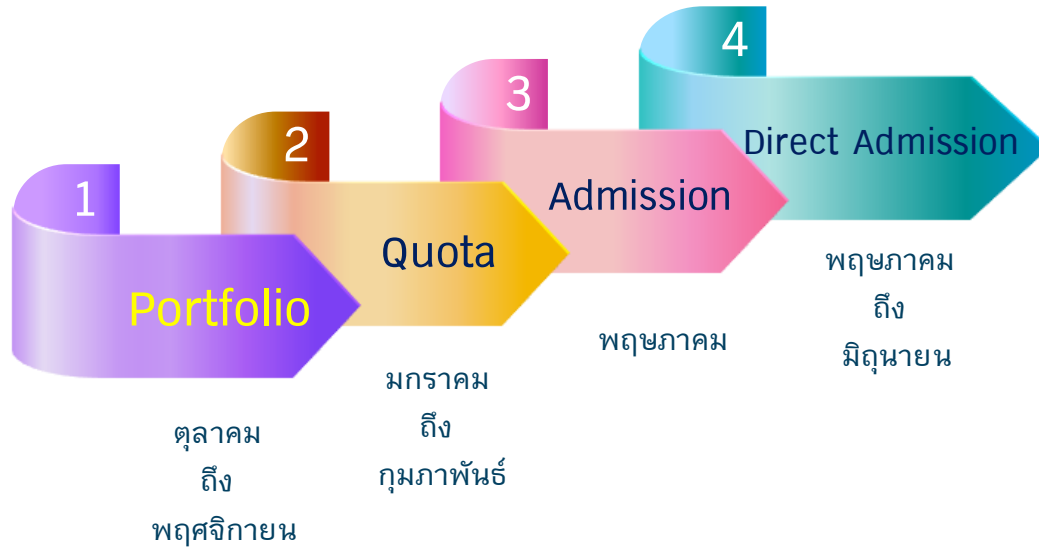 1
Portfolio
ตุลาคม
ถึง
พฤศจิกายน
2
Quota
มกราคม
ถึง
กุมภาพันธ์
3
Admission
พฤษภาคม
4
Direct Admission
พฤษภาคม
ถึง
มิถุนายน